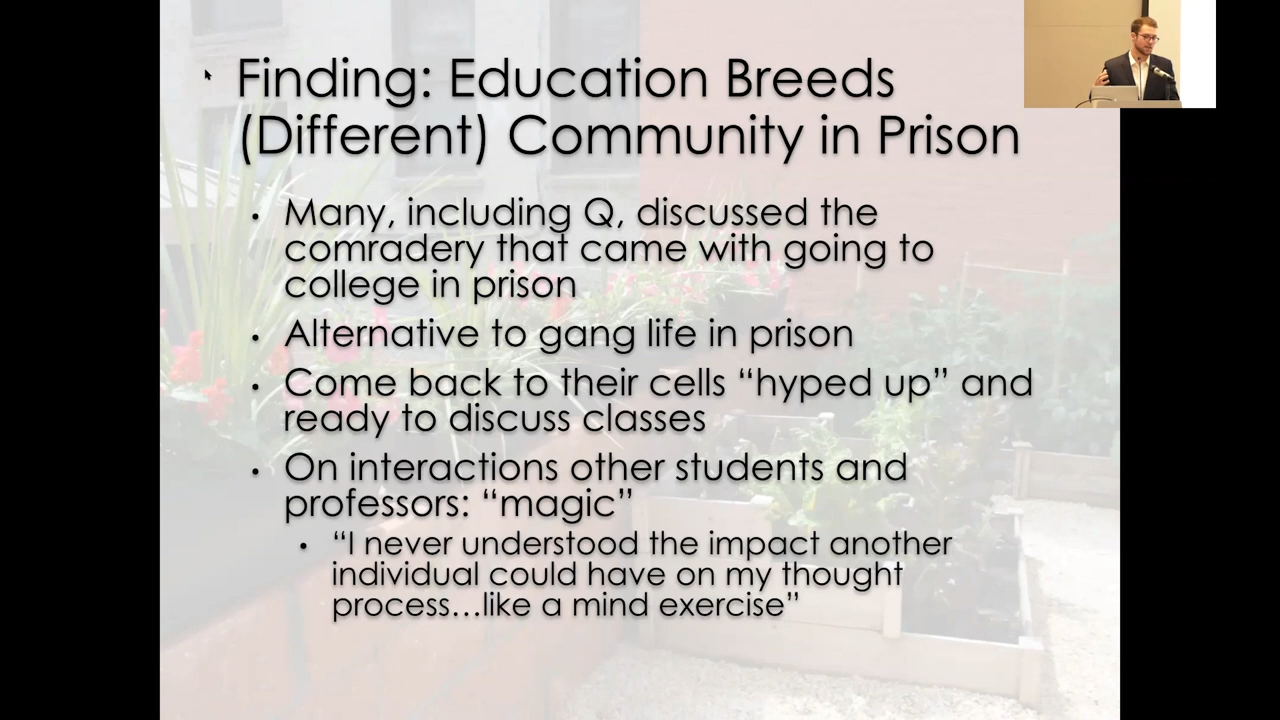 Finding: Education Breeds
(Different) Community in Prison
• Many, including Q, discussed the
comradery that came with going to
college in prison
• Alternative to gang life in prison
• Come back to their cells “hyped up” and
ready to discuss classes
• On interactions other students and
professors: “magic”
• “I never understood the impact another
individual could have on my thought
process…like a mind exercise”